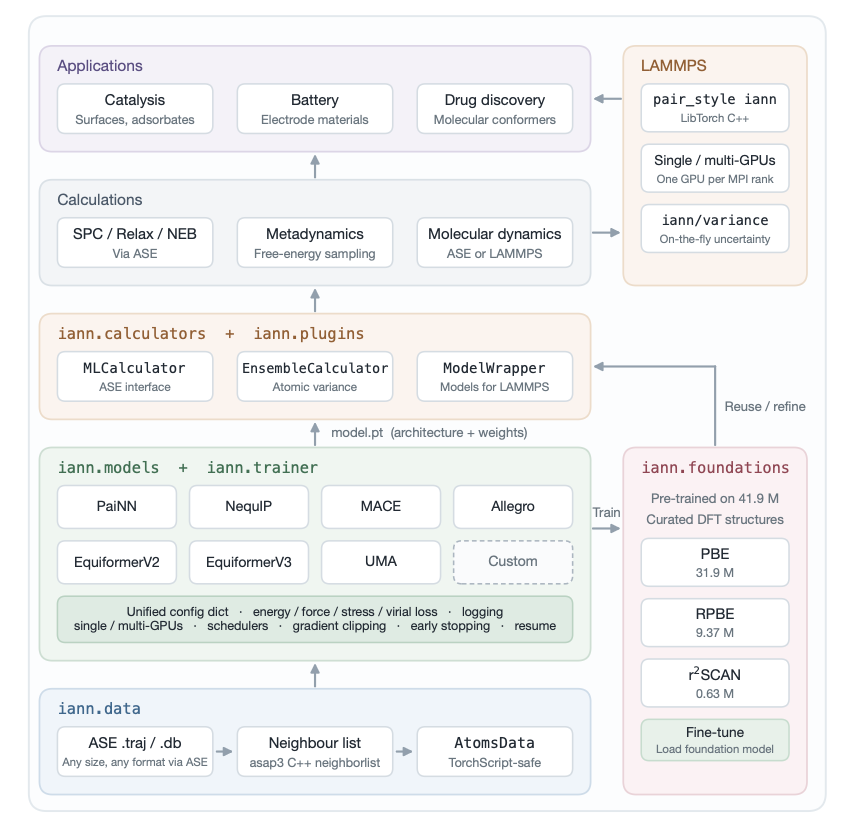 Applications
Catalysis
Surfaces, adsorbates
Battery
Electrode materials
Drug discovery
Molecular conformers
LAMMPS
pair_style iann
LibTorch C++
Single / multi-GPUs
One GPU per MPI rank
iann/variance
On-the-fly uncertainty
Calculations
SPC / Relax / NEB
Via ASE
Metadynamics
Free-energy sampling
Molecular dynamics
ASE or LAMMPS
iann.calculators + iann.plugins
MLCalculator
ASE interface
EnsembleCalculator
Atomic variance
ModelWrapper
Models for LAMMPS
Reuse / refine
model.pt (architecture + weights)
iann.models + iann.trainer
PaiNN
NequIP
MACE
Allegro
EquiformerV2
EquiformerV3
UMA
Custom
Unified config dict · energy / force / stress / virial loss · logging
single / multi-GPUs · schedulers · gradient clipping · early stopping · resume
Train
iann.foundations
Pre-trained on 41.9 M
Curated DFT structures
PBE
31.9 M
RPBE
9.37 M
r²SCAN
0.63 M
Fine-tune
Load foundation model
iann.data
ASE .traj / .db
Any size, any format via ASE
Neighbour list
asap3 C++ neighborlist
AtomsData
TorchScript-safe